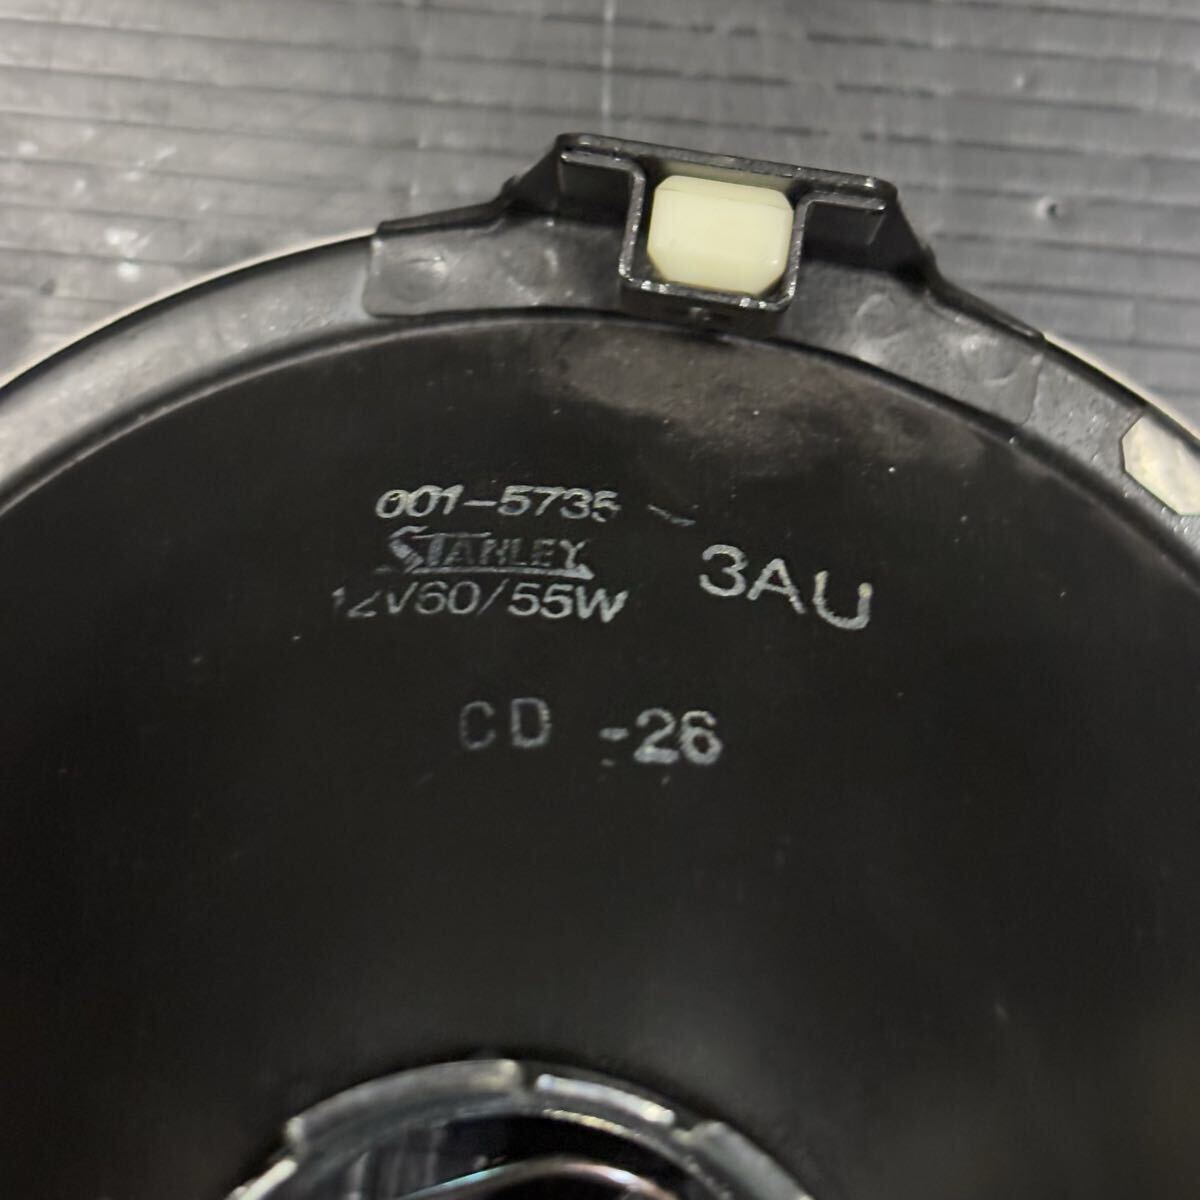 001-5735
STANLEY
12V60/55W
3AU
CD -26